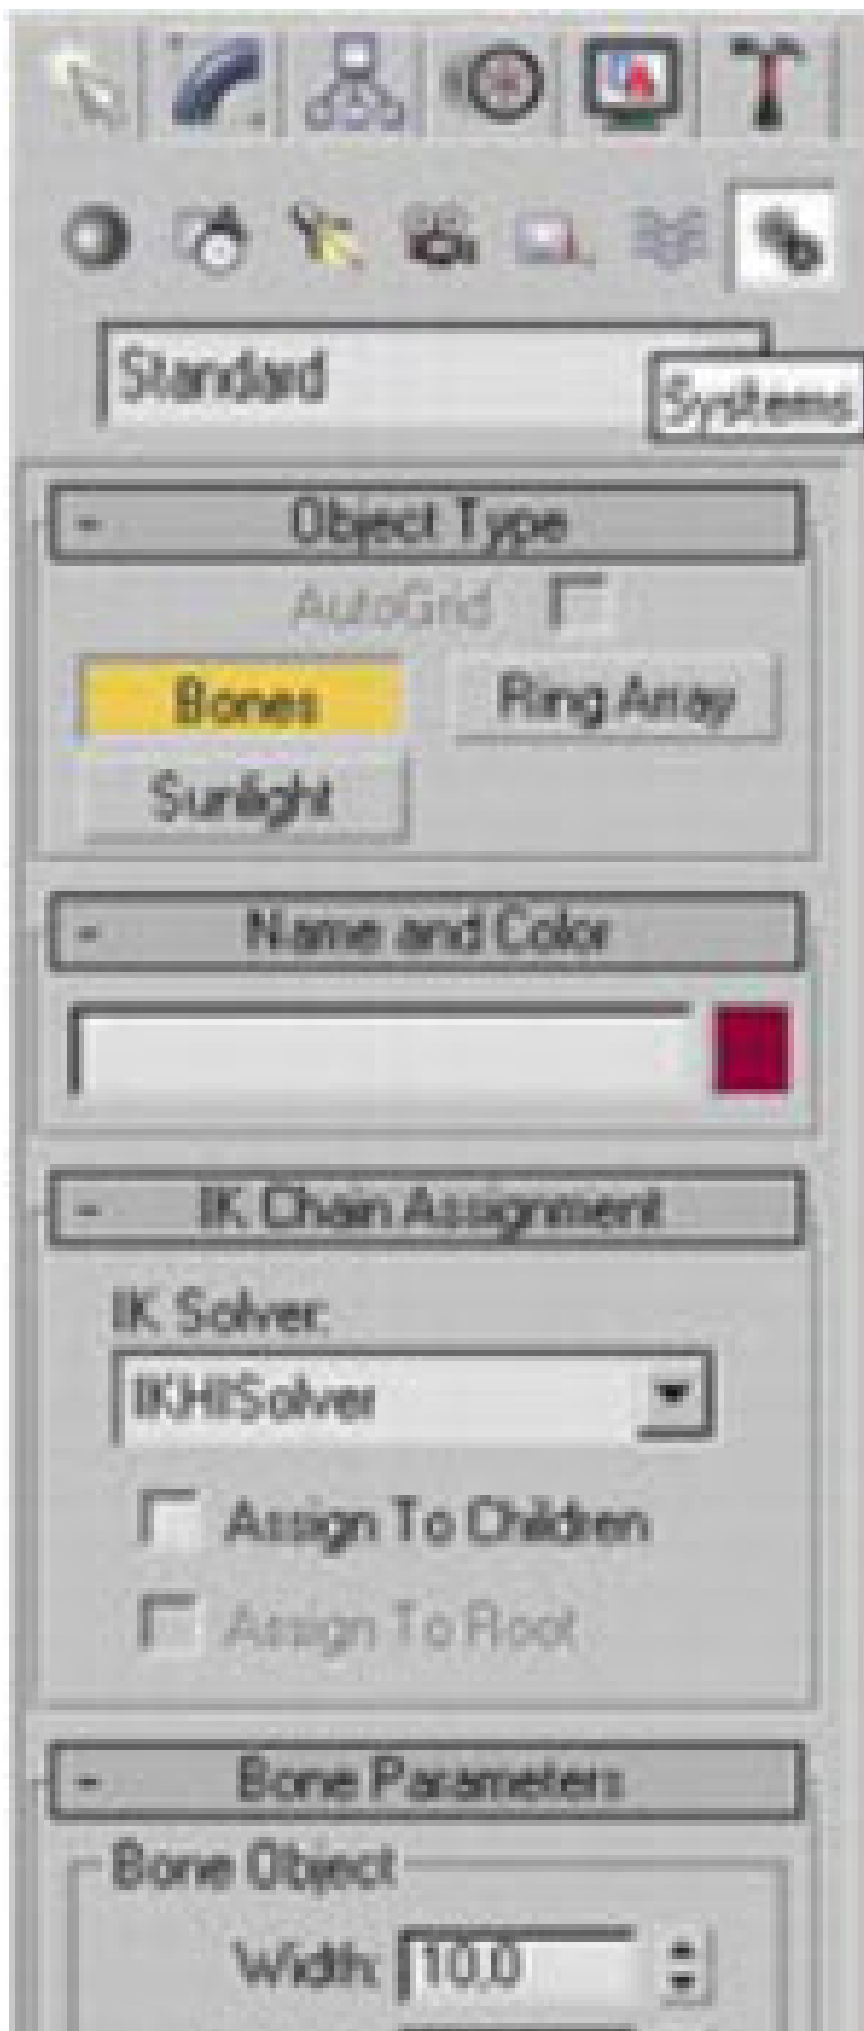 Standard
Systems
- Object Type
AutoGrid
Bones
Ring Array
Sunlight
- Name and Color
- IK Chain Assignment
IK Solver:
IKHISolver
Assign To Children
Assign To Root
- Bone Parameters
Bone Object
Width: 10,0